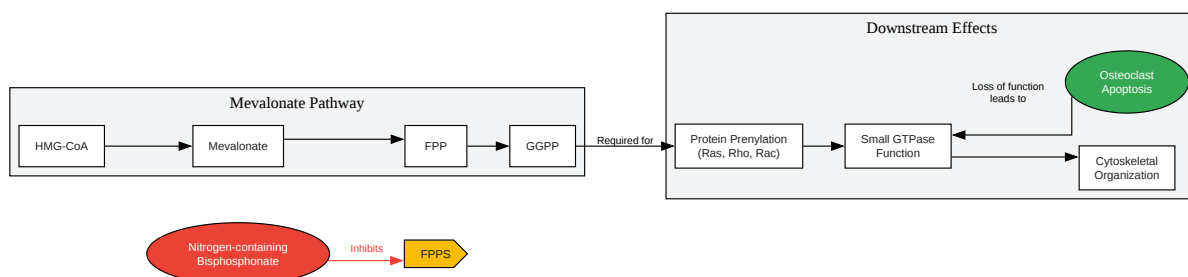 Mevalonate Pathway
HMG-CoA
Mevalonate
FPP
GGPP
Required for
Downstream Effects
Protein Prenylation
(Ras, Rho, Rac)
Small GTPase
Function
Loss of function
leads to
Osteoclast
Apoptosis
Cytoskeletal
Organization
Nitrogen-containing
Bisphosphonate
Inhibits
FPPS